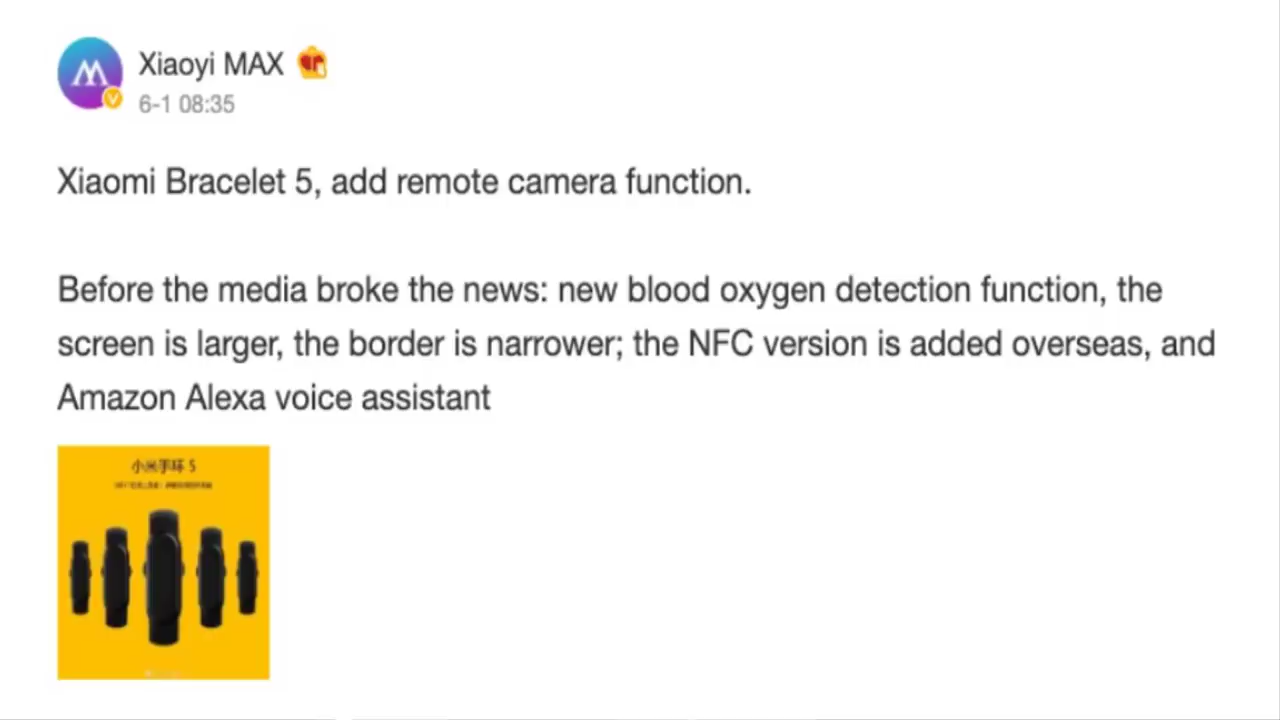 Xiaoyi MAX
6-1 08:35
Xiaomi Bracelet 5, add remote camera function.
Before the media broke the news: new blood oxygen detection function, the
screen is larger, the border is narrower; the NFC version is added overseas, and
Amazon Alexa voice assistant
小米手环 5